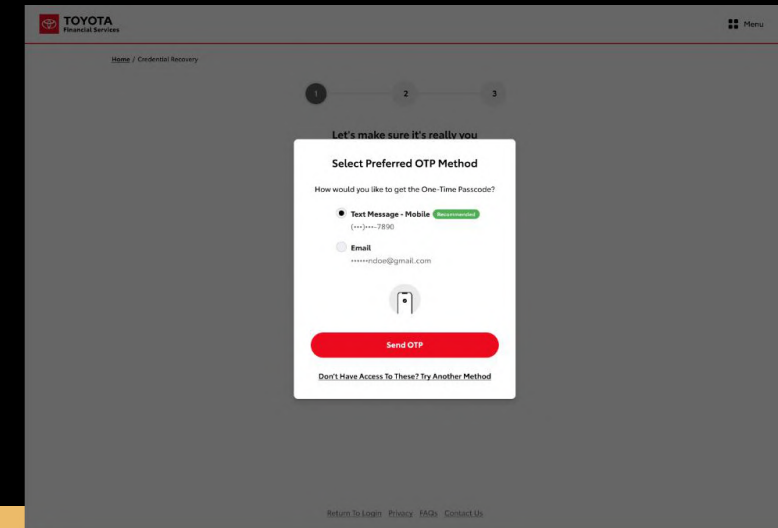 TOYOTA
Financial Services
Menu
Home / Credential Recovery
1
2
3
Let's make sure it's really you
Select Preferred OTP Method
How would you like to get the One-Time Passcode?
Text Message - Mobile Recommended
(•••)•••-7890
Email
••••••ndoe@gmail.com
Send OTP
Don't Have Access To These? Try Another Method
Return To Login Privacy FAQs Contact Us